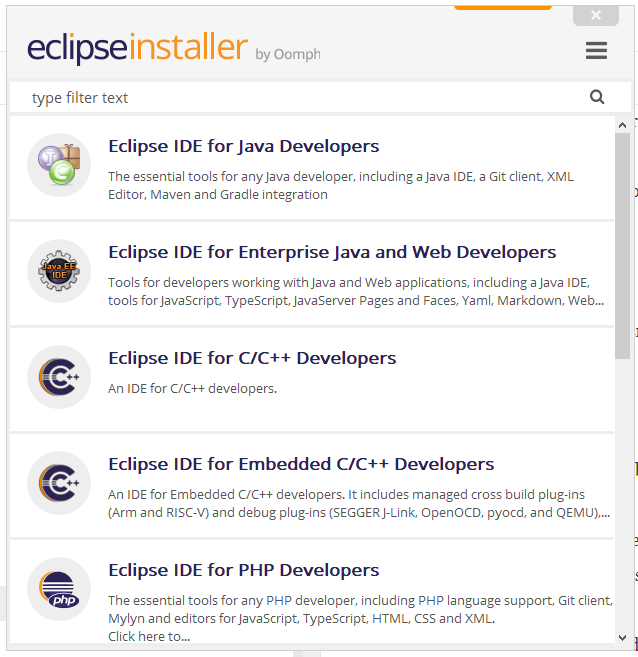 eclipseinstaller by Oomph
type filter text
Eclipse IDE for Java Developers
The essential tools for any Java developer, including a Java IDE, a Git client, XML
Editor, Maven and Gradle integration
Java EE
IDE
Eclipse IDE for Enterprise Java and Web Developers
Tools for developers working with Java and Web applications, including a Java IDE,
tools for JavaScript, TypeScript, JavaServer Pages and Faces, Yaml, Markdown, Web...
C++
Eclipse IDE for C/C++ Developers
An IDE for C/C++ developers.
C++
Eclipse IDE for Embedded C/C++ Developers
An IDE for Embedded C/C++ developers. It includes managed cross build plug-ins
(Arm and RISC-V) and debug plug-ins (SEGGER J-Link, OpenOCD, pyocd, and QEMU),...
php
Eclipse IDE for PHP Developers
The essential tools for any PHP developer, including PHP language support, Git client,
Mylyn and editors for JavaScript, TypeScript, HTML, CSS and XML.
Click here to...